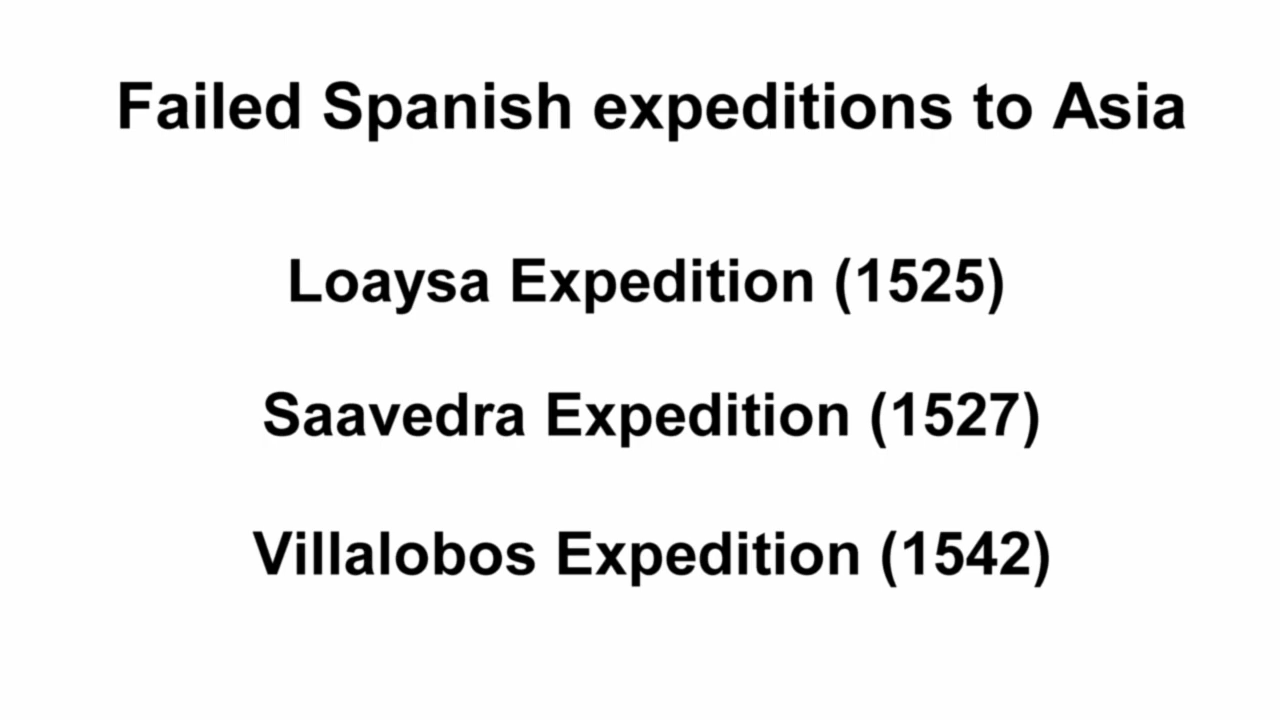 Failed Spanish expeditions to Asia
Loaysa Expedition (1525)
Saavedra Expedition (1527)
Villalobos Expedition (1542)